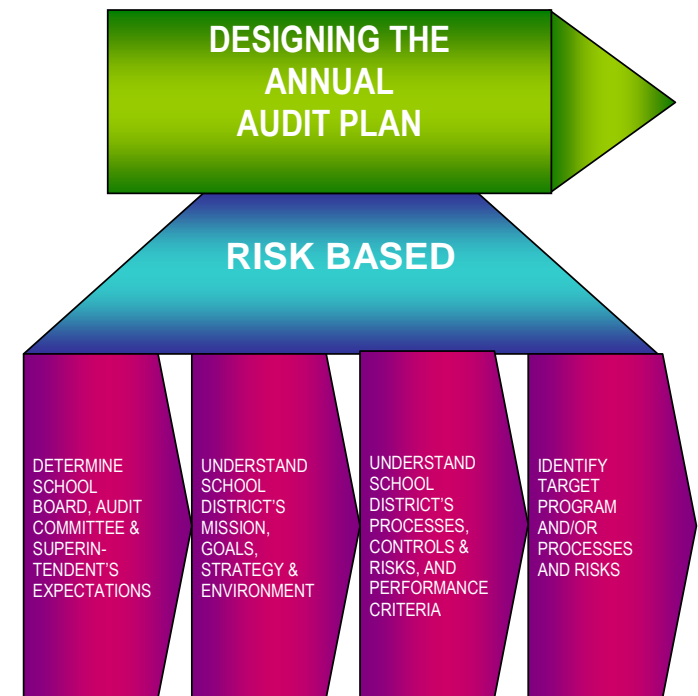 DESIGNING THE
ANNUAL
AUDIT PLAN
RISK BASED
DETERMINE
SCHOOL
BOARD, AUDIT
COMMITTEE &
SUPERIN-
TENDENT'S
EXPECTATIONS
UNDERSTAND
SCHOOL
DISTRICT'S
MISSION,
GOALS,
STRATEGY &
ENVIRONMENT
UNDERSTAND
SCHOOL
DISTRICT'S
PROCESSES,
CONTROLS &
RISKS, AND
PERFORMANCE
CRITERIA
IDENTIFY
TARGET
PROGRAM
AND/OR
PROCESSES
AND RISKS